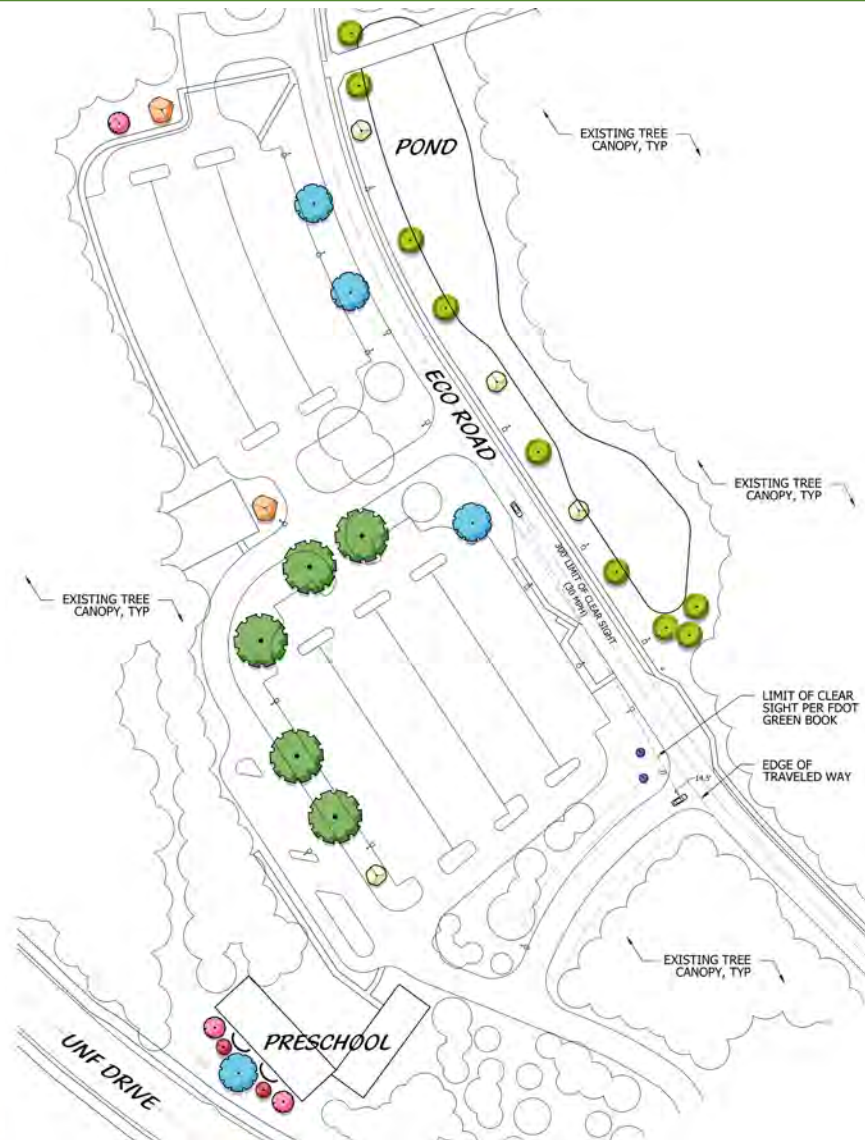 POND
EXISTING TREE
CANOPY, TYP
ECO ROAD
EXISTING TREE
CANOPY, TYP
300' LIMIT OF CLEAR SIGHT
(30 MPH)
EXISTING TREE
CANOPY, TYP
LIMIT OF CLEAR
SIGHT PER FDOT
GREEN BOOK
EDGE OF
TRAVELED WAY
14.5'
EXISTING TREE
CANOPY, TYP
PRESCHOOL
UNF DRIVE